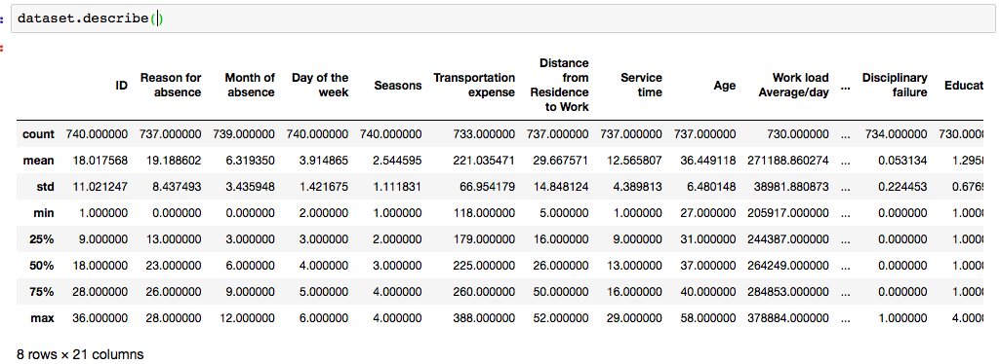 dataset.describe()
ID Reason for absence Month of absence Day of the week Seasons Transportation expense Distance from Residence to Work Service time Age Work load Average/day ... Disciplinary failure Educat
count 740.000000 737.000000 739.000000 740.000000 740.000000 733.000000 737.000000 737.000000 737.000000 730.000000 ... 734.000000 730.000
mean 18.017568 19.188602 6.319350 3.914865 2.544595 221.035471 29.667571 12.565807 36.449118 271188.860274 ... 0.053134 1.295
std 11.021247 8.437493 3.435948 1.421675 1.111831 66.954179 14.848124 4.389813 6.480148 38981.880873 ... 0.224453 0.676
min 1.000000 0.000000 0.000000 2.000000 1.000000 118.000000 5.000000 1.000000 27.000000 205917.000000 ... 0.000000 1.000
25% 9.000000 13.000000 3.000000 3.000000 2.000000 179.000000 16.000000 9.000000 31.000000 244387.000000 ... 0.000000 1.000
50% 18.000000 23.000000 6.000000 4.000000 3.000000 225.000000 26.000000 13.000000 37.000000 264249.000000 ... 0.000000 1.000
75% 28.000000 26.000000 9.000000 5.000000 4.000000 260.000000 50.000000 16.000000 40.000000 284853.000000 ... 0.000000 1.000
max 36.000000 28.000000 12.000000 6.000000 4.000000 388.000000 52.000000 29.000000 58.000000 378884.000000 ... 1.000000 4.000
8 rows × 21 columns